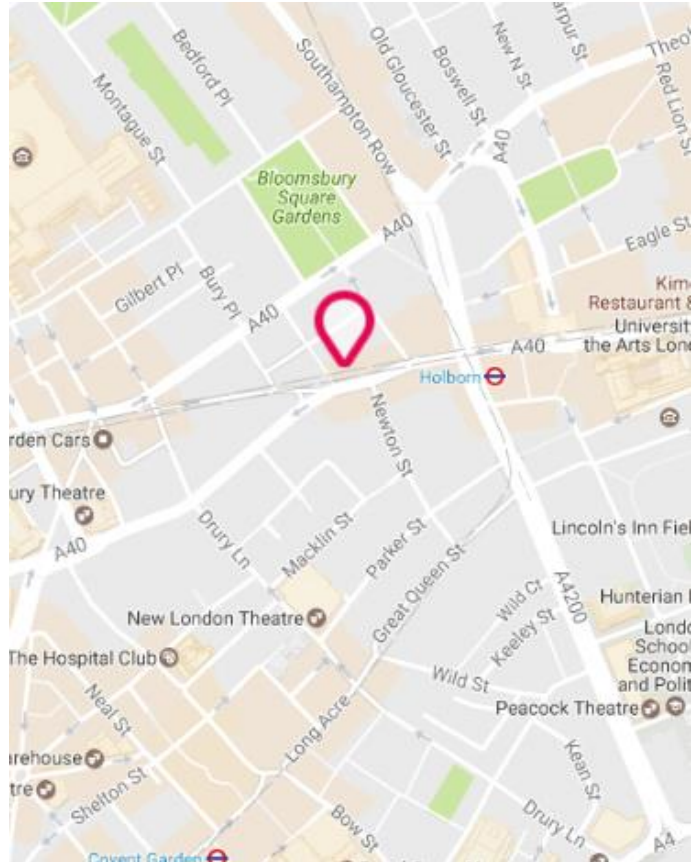 Bedford Pl
Montague St
Southampton Row
Old Gloucester St
Boswell St
New N St
arpur St
Theo
Red Lion St
A40
Bloomsbury
Square
Gardens
A40
Eagle St
Gilbert Pl
Bury Pl
A40
Restaurant &
Universit
the Arts Lon
A40
Holborn
rden Cars
Newton St
ury Theatre
A40
Drury Ln
Macklin St
Parker St
Great Queen St
Lincoln's Inn Fiel
A4200
New London Theatre
Wild Ct
Keeley St
Hunterian
Londo
School
Econom
and Polit
The Hospital Club
Wild St
Peacock Theatre
Neal St
Long Acre
Kean St
arehouse
tre
Shelton St
Bow St
Drury Ln
A4
Covent Garden